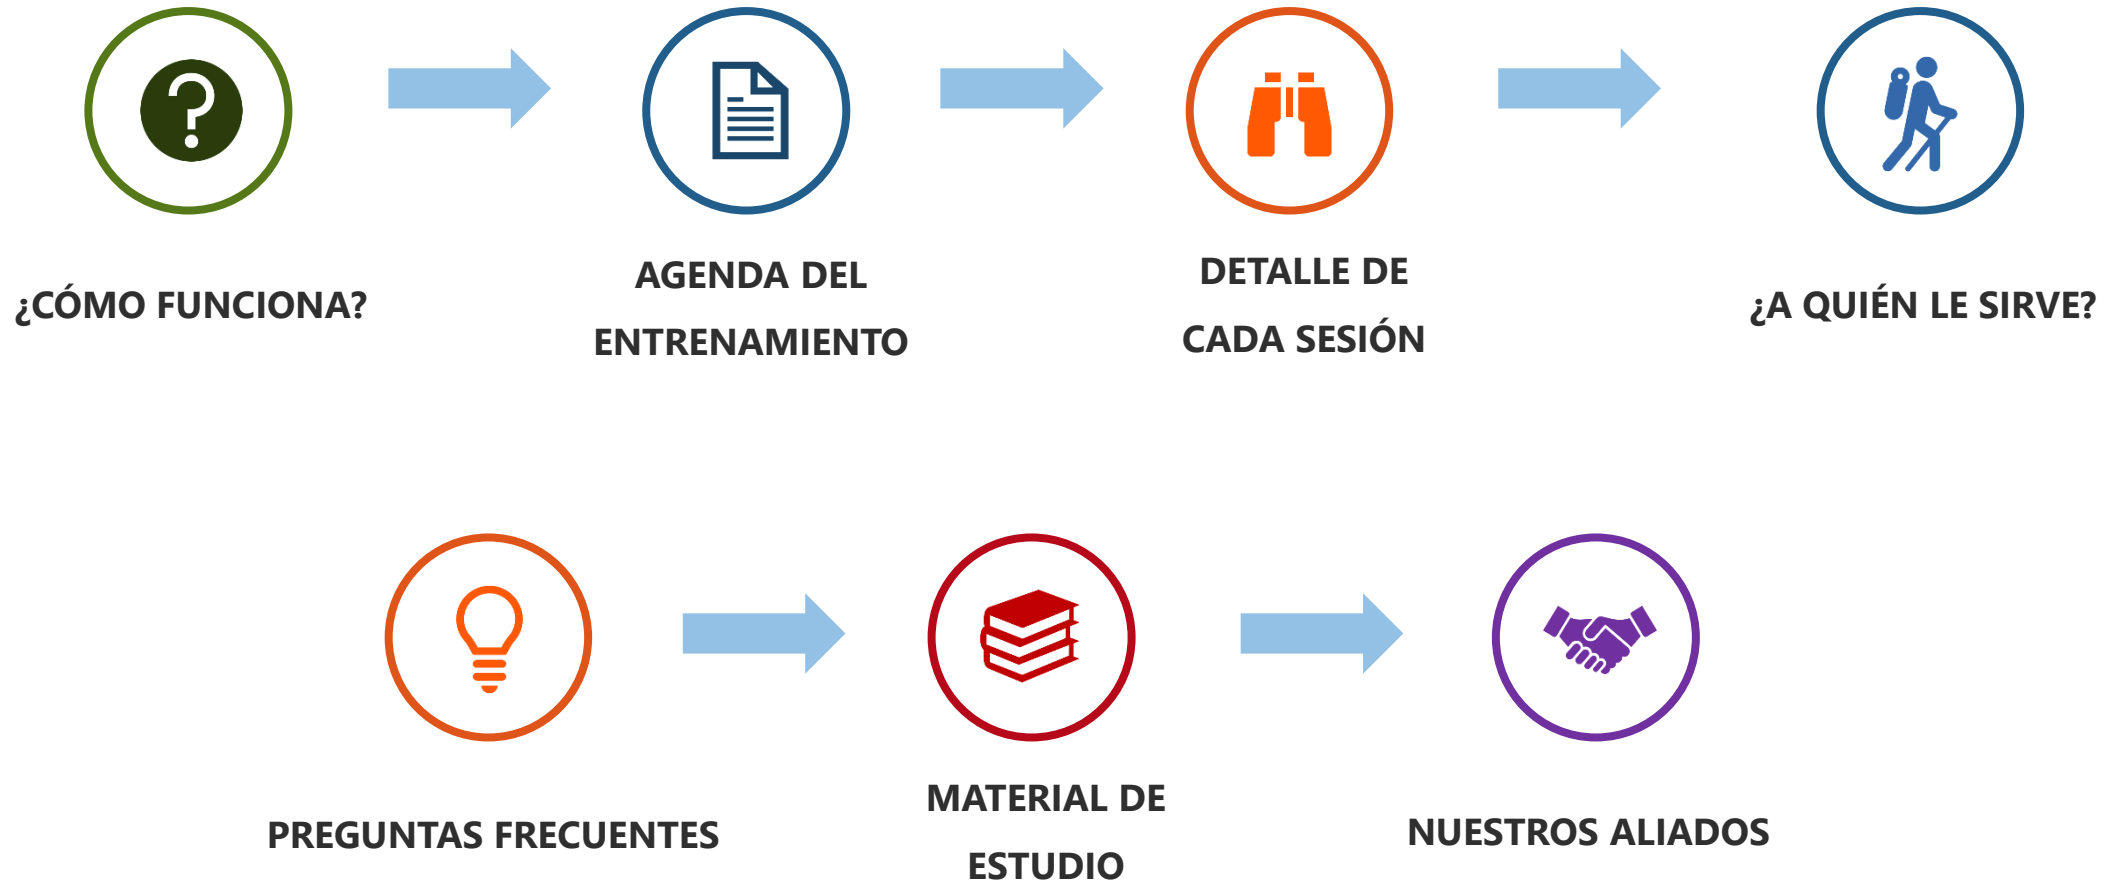 ¿CÓMO FUNCIONA?
AGENDA DEL
ENTRENAMIENTO
DETALLE DE
CADA SESIÓN
¿A QUIÉN LE SIRVE?
PREGUNTAS FRECUENTES
MATERIAL DE
ESTUDIO
NUESTROS ALIADOS